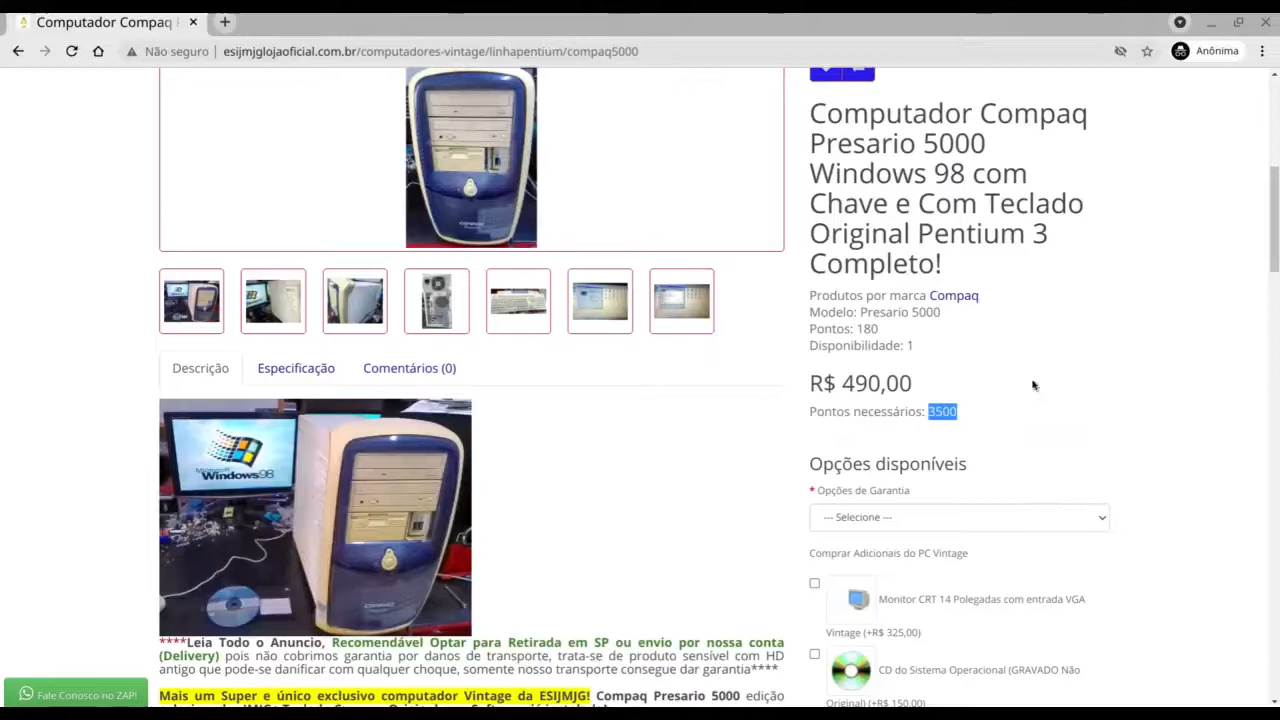 Computador Compaq
Não seguro
esijmjglojaoficial.com.br/computadores-vintage/linhapentium/compaq5000
Anônima
Computador Compaq
Presario 5000
Windows 98 com
Chave e Com Teclado
Original Pentium 3
Completo!
Produtos por marca Compaq
Modelo: Presario 5000
Pontos: 180
Disponibilidade: 1
R$ 490,00
Pontos necessários: 3500
Opções disponíveis
* Opções de Garantia
--- Selecione ---
Comprar Adicionais do PC Vintage
Monitor CRT 14 Polegadas com entrada VGA
Vintage (+R$ 325,00)
CD do Sistema Operacional (GRAVADO Não
Original) (+R$ 150,00)
Descrição
Especificação
Comentários (0)
Microsoft
Windows98
****Leia Todo o Anuncio, Recomendável Optar para Retirada em SP ou envio por nossa conta
(Delivery) pois não cobrimos garantia por danos de transporte, trata-se de produto sensível com HD
antigo que pode-se danificar com qualquer choque, somente nosso transporte consegue dar garantia****
Mais um Super e único exclusivo computador Vintage da ESIJMJG! Compaq Presario 5000 edição
Fale Conosco no ZAP!